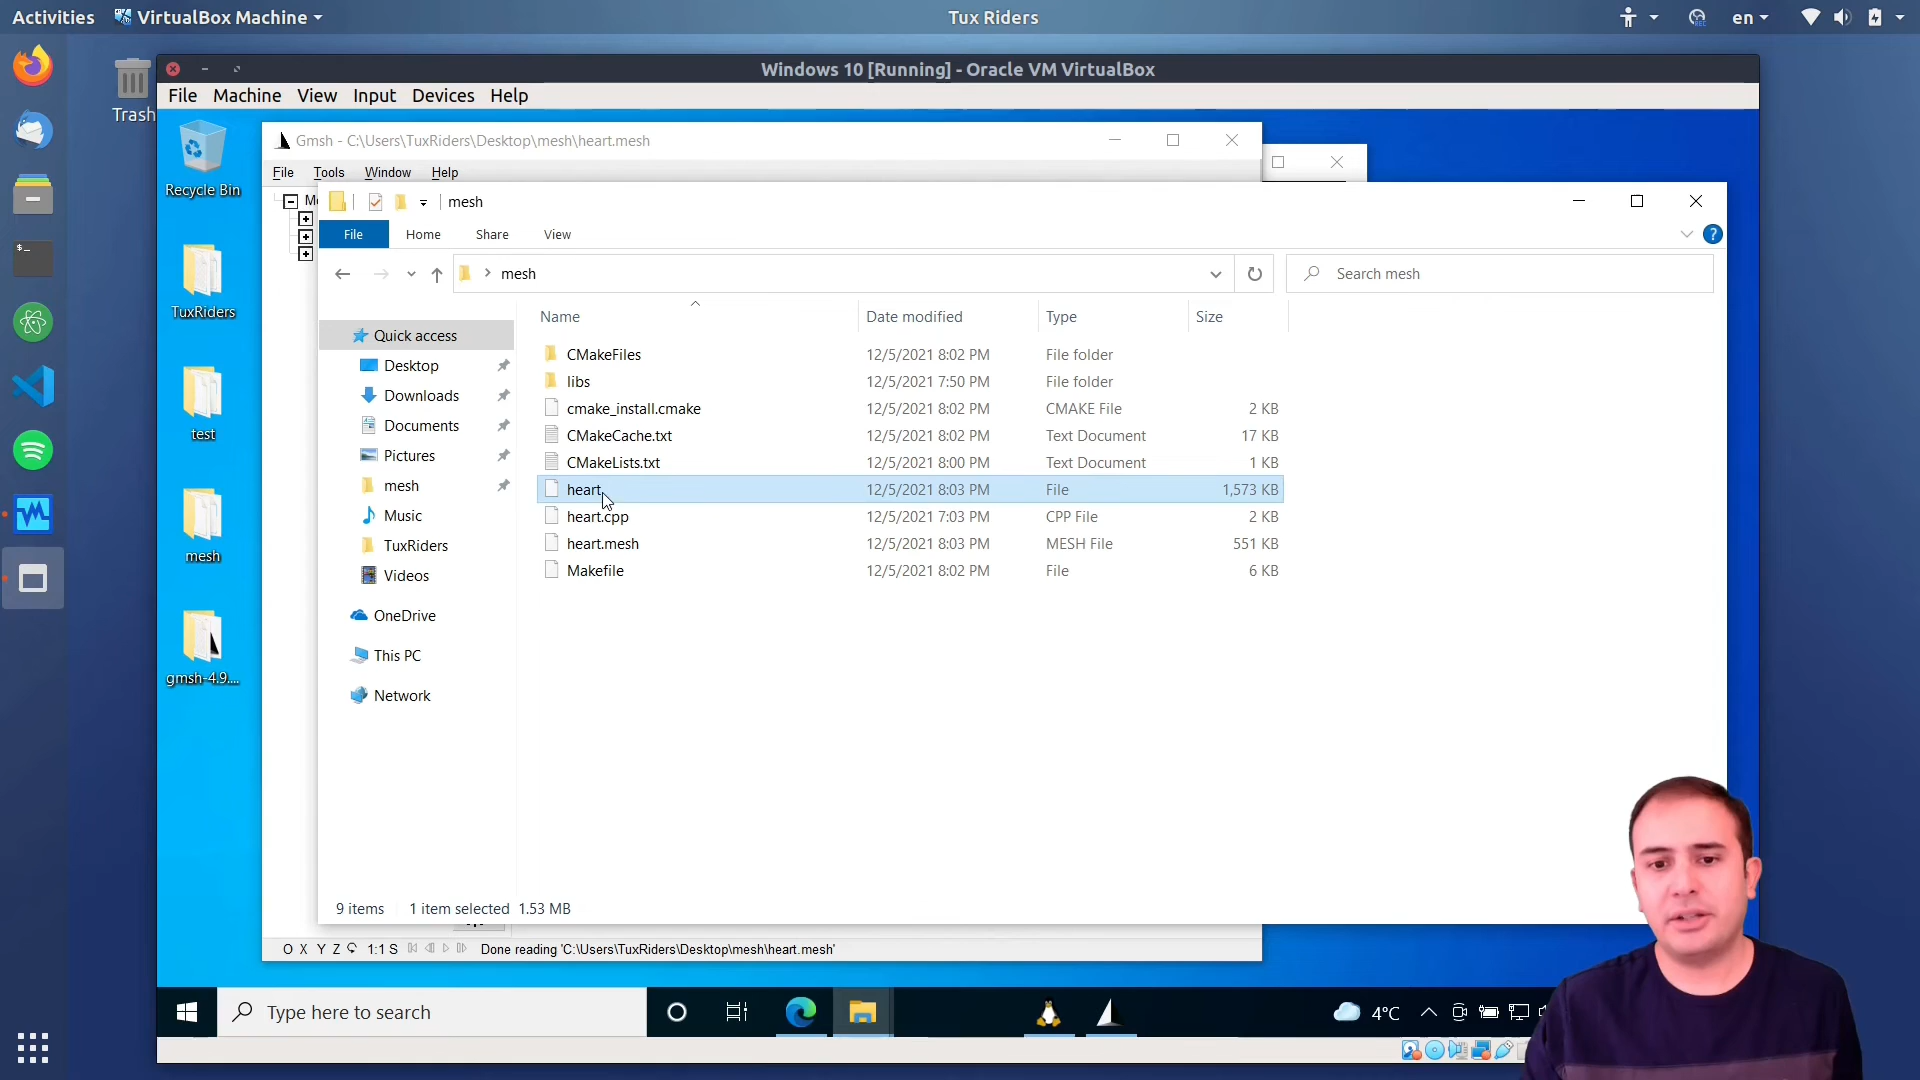 Activities VirtualBox Machine Tux Riders en
Trash
Windows 10 [Running] - Oracle VM VirtualBox
File Machine View Input Devices Help
Recycle Bin
TuxRiders
test
mesh
gmsh-4.9....
Gmsh - C:\Users\TuxRiders\Desktop\mesh\heart.mesh
File Tools Window Help
mesh
File Home Share View
mesh
Search mesh
Quick access
Desktop
Downloads
Documents
Pictures
mesh
Music
TuxRiders
Videos
OneDrive
This PC
Network
Name Date modified Type Size
CMakeFiles 12/5/2021 8:02 PM File folder
libs 12/5/2021 7:50 PM File folder
cmake_install.cmake 12/5/2021 8:02 PM CMAKE File 2 KB
CMakeCache.txt 12/5/2021 8:02 PM Text Document 17 KB
CMakeLists.txt 12/5/2021 8:00 PM Text Document 1 KB
heart 12/5/2021 8:03 PM File 1,573 KB
heart.cpp 12/5/2021 7:03 PM CPP File 2 KB
heart.mesh 12/5/2021 8:03 PM MESH File 551 KB
Makefile 12/5/2021 8:02 PM File 6 KB
9 items 1 item selected 1.53 MB
O X Y Z 1:1 S Done reading 'C:\Users\TuxRiders\Desktop\mesh\heart.mesh'
Type here to search 4°C